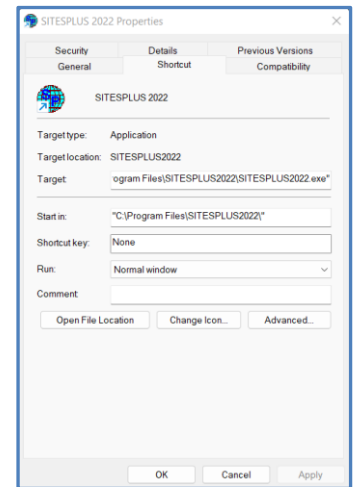 SITESPLUS 2022 Properties
Security Details Previous Versions
General Shortcut Compatibility
SITESPLUS 2022
Target type: Application
Target location: SITESPLUS2022
Target: ogram Files\SITESPLUS2022\SITESPLUS2022.exe"
Start in: "C:\Program Files\SITESPLUS2022\"
Shortcut key: None
Run: Normal window
Comment:
Open File Location Change Icon... Advanced...
OK Cancel Apply